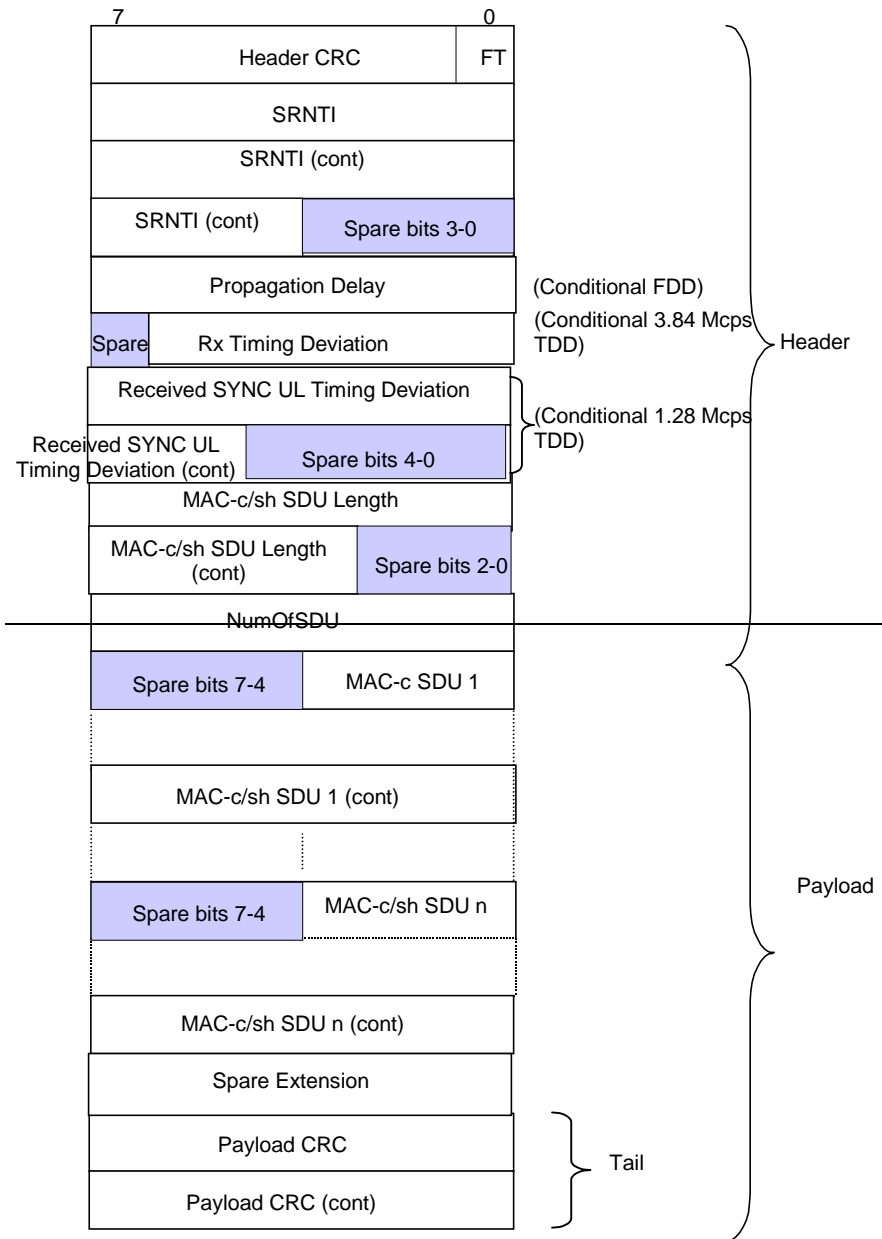 7 0
Header CRC FT
SRNTI
SRNTI (cont)
SRNTI (cont) Spare bits 3-0
Propagation Delay (Conditional FDD)
Spare Rx Timing Deviation (Conditional 3.84 Mcps
TDD)
Header
Received SYNC UL Timing Deviation
(Conditional 1.28 Mcps
TDD)
Received SYNC UL
Timing Deviation (cont) Spare bits 4-0
MAC-c/sh SDU Length
MAC-c/sh SDU Length
(cont) Spare bits 2-0
NumOfSDU
Spare bits 7-4 MAC-c SDU 1
MAC-c/sh SDU 1 (cont)
Payload
Spare bits 7-4 MAC-c/sh SDU n
MAC-c/sh SDU n (cont)
Spare Extension
Payload CRC
Tail
Payload CRC (cont)